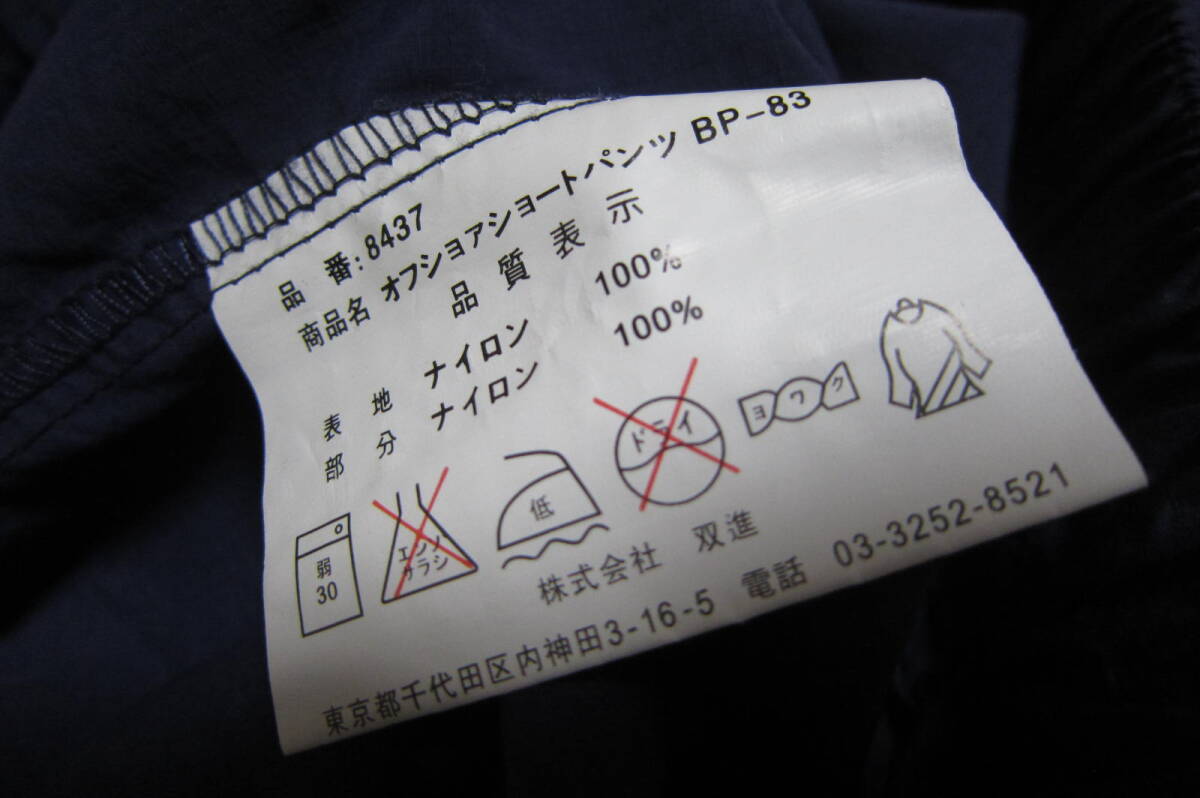 品 番:8437
商品名 オフショアショートパンツ BP-83
品 質 表 示
表 地 ナイロン 100%
部 分 ナイロン 100%
弱
30
エンソ
サラシ
低
ドライ
ヨワク
株式会社 双進
東京都千代田区内神田3-16-5 電話 03-3252-8521